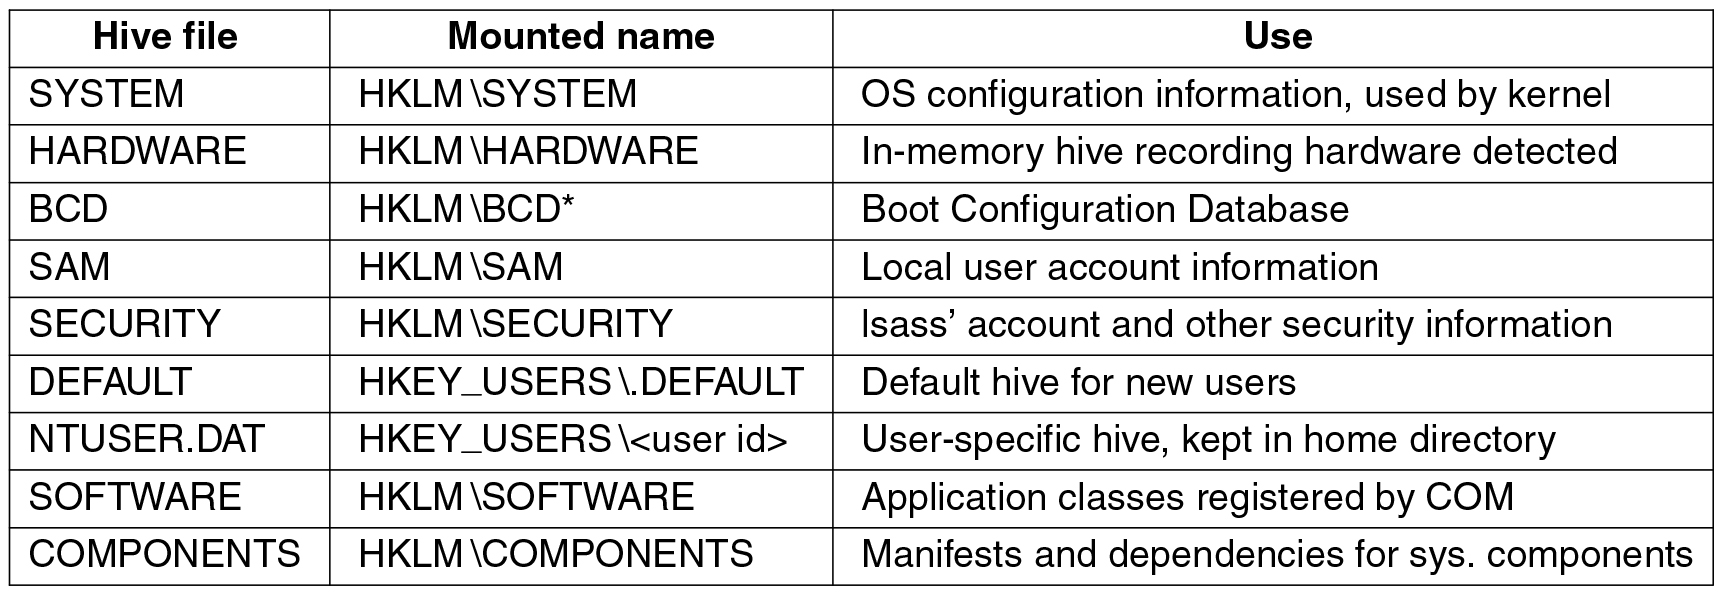 Hive file Mounted name Use
SYSTEM HKLM\SYSTEM OS configuration information, used by kernel
HARDWARE HKLM\HARDWARE In-memory hive recording hardware detected
BCD HKLM\BCD* Boot Configuration Database
SAM HKLM\SAM Local user account information
SECURITY HKLM\SECURITY lsass’ account and other security information
DEFAULT HKEY_USERS\.DEFAULT Default hive for new users
NTUSER.DAT HKEY_USERS\<user id> User-specific hive, kept in home directory
SOFTWARE HKLM\SOFTWARE Application classes registered by COM
COMPONENTS HKLM\COMPONENTS Manifests and dependencies for sys. components